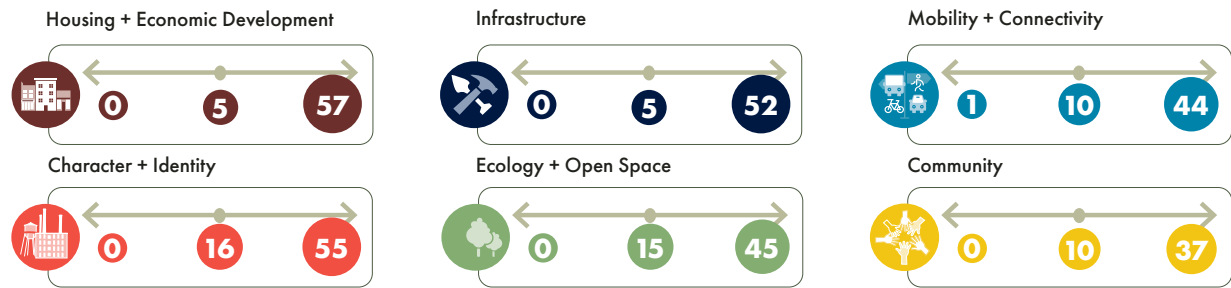 Housing + Economic Development
0 5 57
Infrastructure
0 5 52
Mobility + Connectivity
1 10 44
Character + Identity
0 16 55
Ecology + Open Space
0 15 45
Community
0 10 37